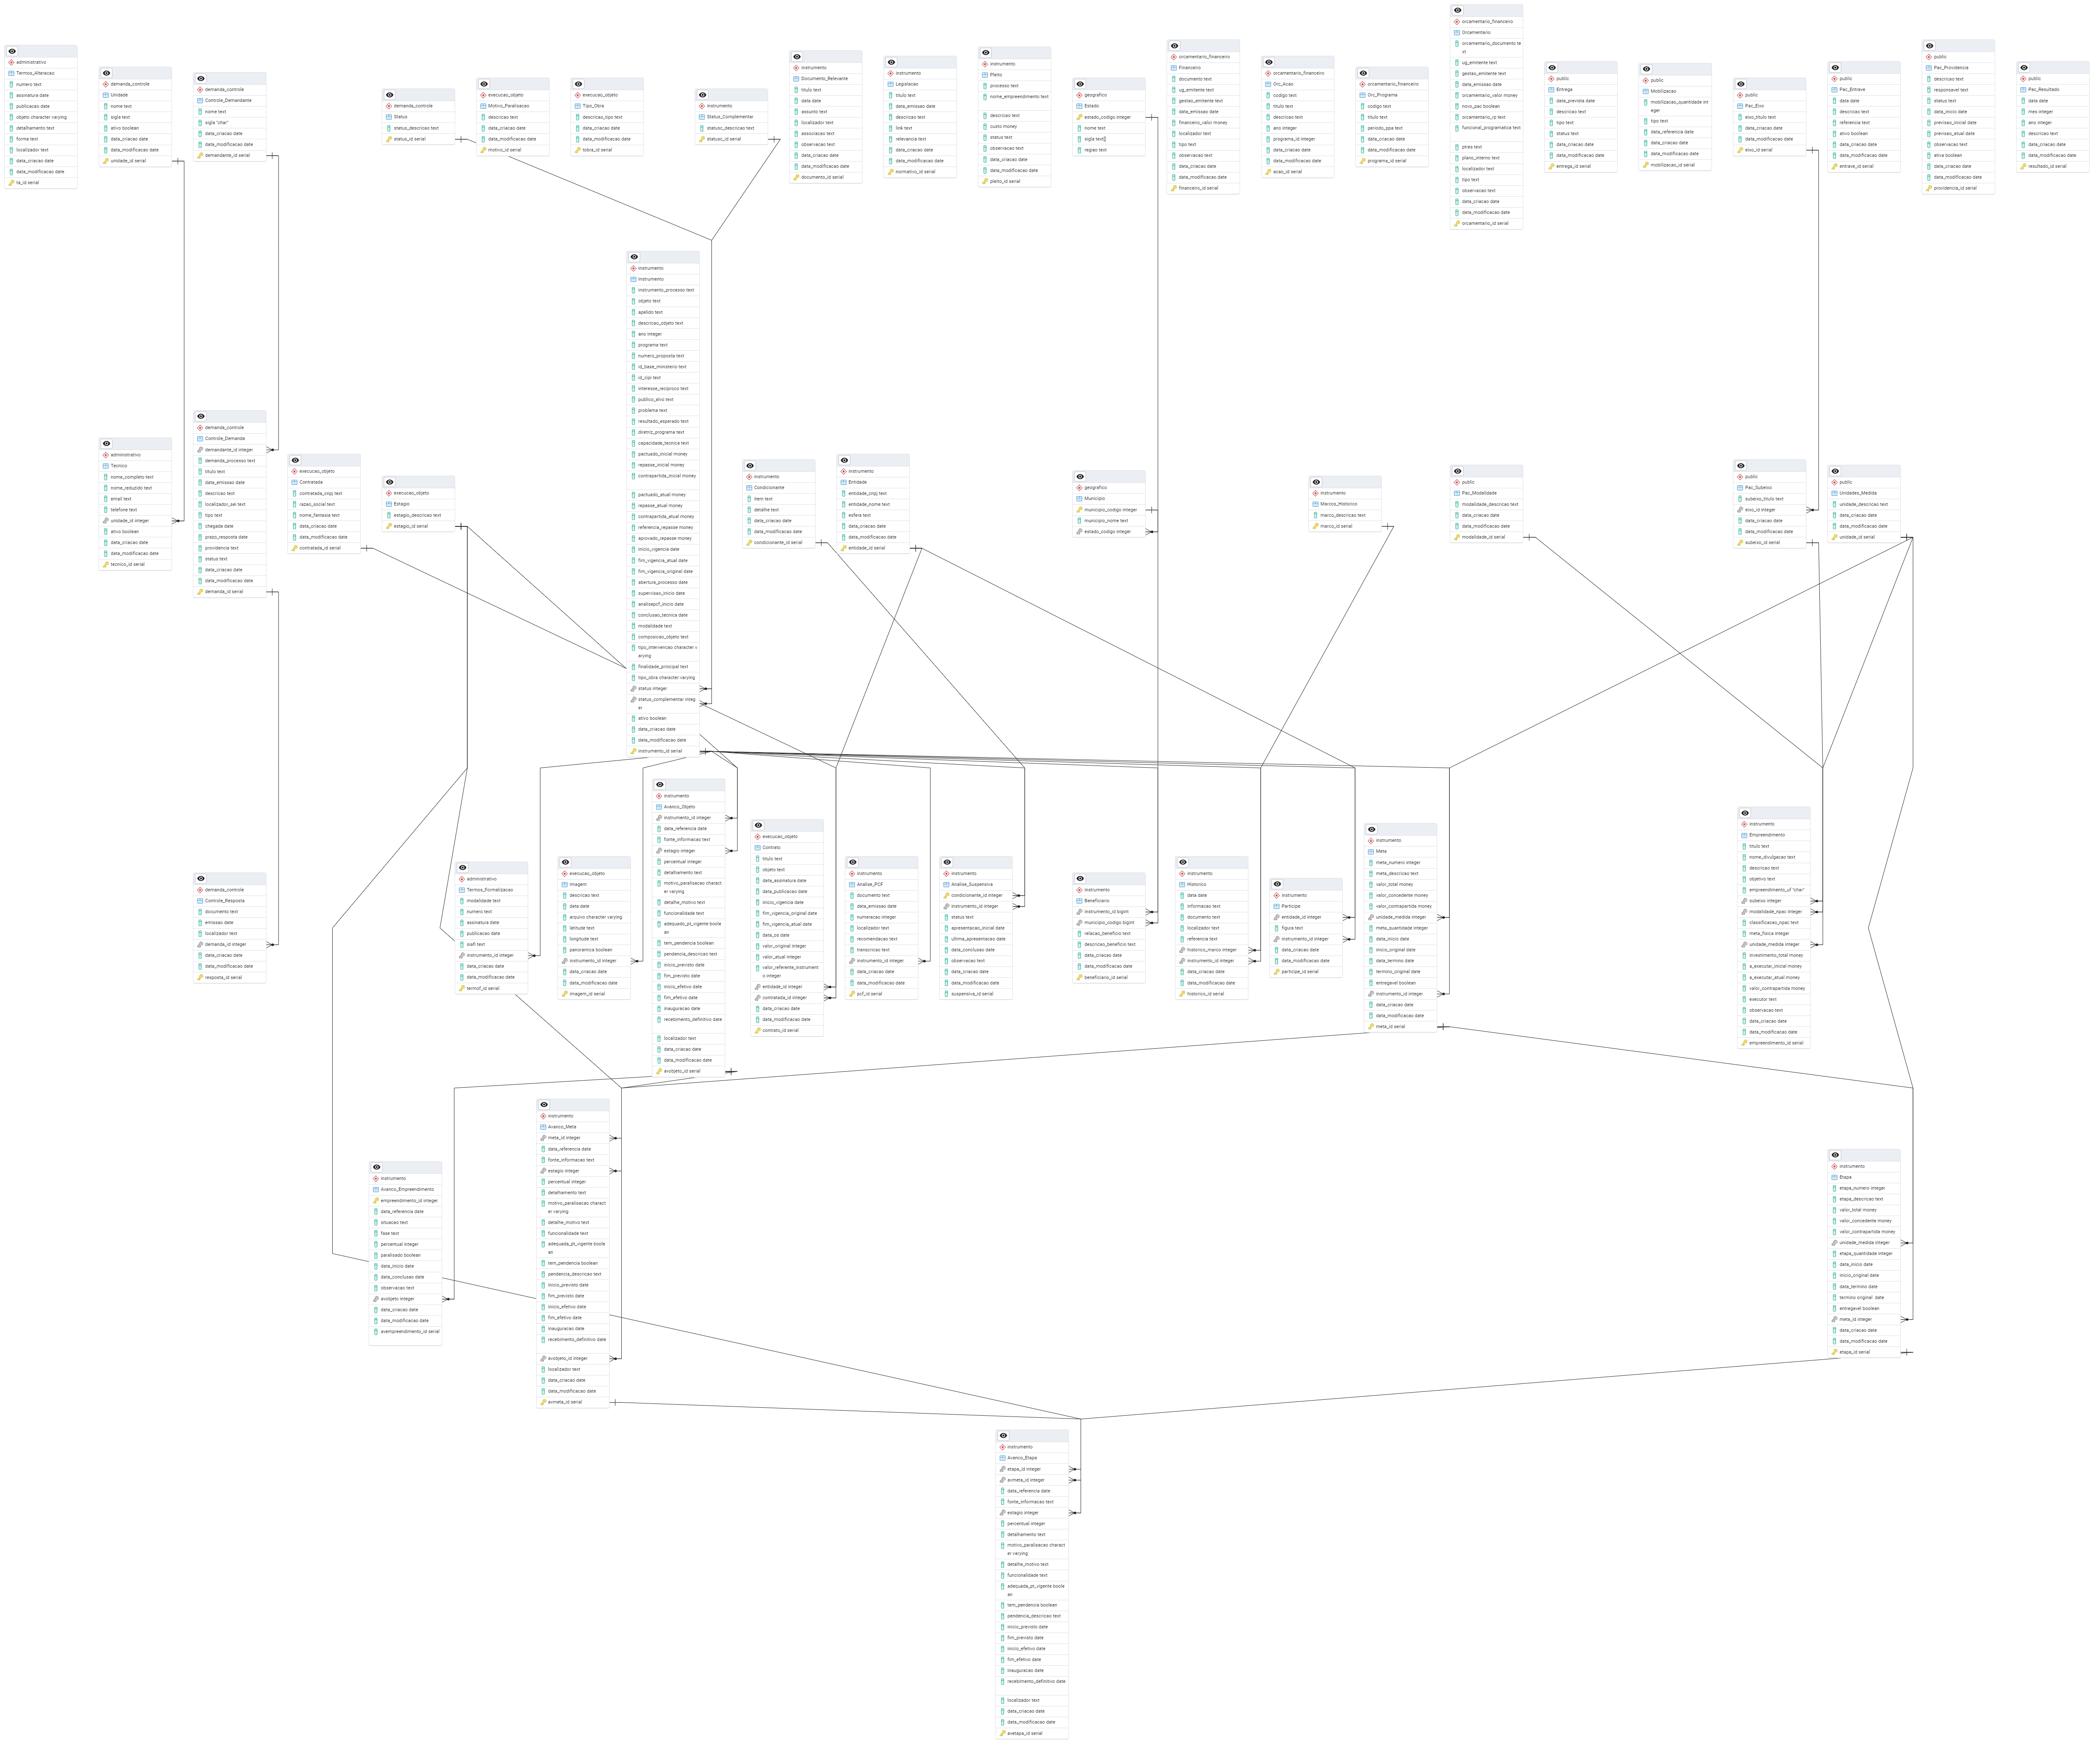 administrativo
Termos_Alteracao
numero text
assinatura date
publicacao date
objeto character varying
detalhamento text
forma text
localizador text
data_criacao date
data_modificacao date
ta_id serial
demanda_controle
Unidade
nome text
sigla text
ativo boolean
data_criacao date
data_modificacao date
unidade_id serial
demanda_controle
Controle_Demandante
nome text
sigla "char"
data_criacao date
data_modificacao date
demandante_id serial
demanda_controle
Status
status_descricao text
status_id serial
execucao_objeto
Motivo_Paralisacao
descricao text
data_criacao date
data_modificacao date
motivo_id serial
execucao_objeto
Tipo_Obra
descricao_tipo text
data_criacao date
data_modificacao date
tobra_id serial
instrumento
Status_Complementar
statusc_descricao text
statusc_id serial
instrumento
Documento_Relevante
titulo text
data date
assunto text
localizador text
associacao text
observacao text
data_criacao date
data_modificacao date
documento_id serial
instrumento
Legislacao
titulo text
data_emissao date
descricao text
link text
relevancia text
data_criacao date
data_modificacao date
normativo_id serial
instrumento
Pleito
processo text
nome_empreendimento text
descricao text
custo money
status text
observacao text
data_criacao date
data_modificacao date
pleito_id serial
geografico
Estado
estado_codigo integer
nome text
sigla text[]
regiao text
orcamentario_financeiro
Financeiro
documento text
ug_emitente text
gestao_emitente text
data_emissao date
financeiro_valor money
localizador text
tipo text
observacao text
data_criacao date
data_modificacao date
financeiro_id serial
orcamentario_financeiro
Orc_Acao
codigo text
titulo text
descricao text
ano integer
programa_id integer
data_criacao date
data_modificacao date
acao_id serial
orcamentario_financeiro
Orc_Programa
codigo text
titulo text
periodo_ppa text
data_criacao date
data_modificacao date
programa_id serial
orcamentario_financeiro
Orcamentario
orcamentario_documento te
xt
ug_emitente text
gestao_emitente text
data_emissao date
orcamentario_valor money
novo_pac boolean
orcamentario_rp text
funcional_programatica text
ptres text
plano_interno text
localizador text
tipo text
observacao text
data_criacao date
data_modificacao date
orcamentario_id serial
public
Entrega
data_prevista date
descricao text
tipo text
status text
data_criacao date
data_modificacao date
entrega_id serial
public
Mobilizacao
mobilizacao_quantidade int
eger
tipo text
data_referencia date
data_criacao date
data_modificacao date
mobilizacao_id serial
public
Pac_Eixo
eixo_titulo text
data_criacao date
data_modificacao date
eixo_id serial
public
Pac_Entrave
data date
descricao text
referencia text
ativo boolean
data_criacao date
data_modificacao date
entrave_id serial
public
Pac_Providencia
descricao text
responsavel text
status text
data_inicio date
previsao_inicial date
previsao_atual date
observacao text
ativa boolean
data_criacao date
data_modificacao date
providencia_id serial
public
Pac_Resultado
data date
mes integer
ano integer
descricao text
data_criacao date
data_modificacao date
resultado_id serial
instrumento
Instrumento
instrumento_processo text
objeto text
apelido text
descricao_objeto text
ano integer
programa text
numero_proposta text
id_base_ministerio text
id_cipi text
interesse_reciproco text
publico_alvo text
problema text
resultado_esperado text
diretriz_programa text
capacidade_tecnica text
pactuado_inicial money
repasse_inicial money
contrapartida_inicial money
pactuado_atual money
repasse_atual money
contrapartida_atual money
referencia_repasse money
aprovado_repasse money
inicio_vigencia date
fim_vigencia_atual date
fim_vigencia_original date
abertura_processo date
supervisao_inicio date
analisepcf_inicio date
conclusao_tecnica date
modalidade text
composicao_objeto text
tipo_intervencao character v
arying
finalidade_principal text
tipo_obra character varying
status integer
status_complementar integ
er
ativo boolean
data_criacao date
data_modificacao date
instrumento_id serial
administrativo
Tecnico
nome_completo text
nome_reduzido text
email text
telefone text
unidade_id integer
ativo boolean
data_criacao date
data_modificacao date
tecnico_id serial
demanda_controle
Controle_Demanda
demandante_id integer
demanda_processo text
titulo text
data_emissao date
descricao text
localizador_sei text
tipo text
chegada date
prazo_resposta date
providencia text
status text
data_criacao date
data_modificacao date
demanda_id serial
execucao_objeto
Contratada
contratada_cnpj text
razao_social text
nome_fantasia text
data_criacao date
data_modificacao date
contratada_id serial
execucao_objeto
Estagio
estagio_descricao text
estagio_id serial
instrumento
Condicionante
item text
detalhe text
data_criacao date
data_modificacao date
condicionante_id serial
instrumento
Entidade
entidade_cnpj text
entidade_nome text
esfera text
data_criacao date
data_modificacao date
entidade_id serial
geografico
Municipio
municipio_codigo integer
municipio_nome text
estado_codigo integer
instrumento
Marcos_Historico
marco_descricao text
marco_id serial
public
Pac_Modalidade
modalidade_descricao text
data_criacao date
data_modificacao date
modalidade_id serial
public
Pac_Subeixo
subeixo_titulo text
eixo_id integer
data_criacao date
data_modificacao date
subeixo_id serial
public
Unidades_Medida
unidade_descricao text
data_criacao date
data_modificacao date
unidade_id serial
demanda_controle
Controle_Resposta
documento text
emissao date
localizador text
demanda_id integer
data_criacao date
data_modificacao date
resposta_id serial
administrativo
Termos_Formalizacao
modalidade text
numero text
assinatura date
publicacao date
siafi text
instrumento_id integer
data_criacao date
data_modificacao date
termof_id serial
execucao_objeto
Imagem
descricao text
data date
arquivo character varying
latitude text
longitude text
panoramica boolean
instrumento_id integer
data_criacao date
data_modificacao date
imagem_id serial
instrumento
Avanco_Objeto
instrumento_id integer
data_referencia date
fonte_informacao text
estagio integer
percentual integer
detalhamento text
motivo_paralisacao charact
er varying
detalhe_motivo text
funcionalidade text
adequado_pt_vigente boole
an
tem_pendencia boolean
pendencia_descricao text
inicio_previsto date
fim_previsto date
inicio_efetivo date
fim_efetivo date
inauguracao date
recebimento_definitivo date
localizador text
data_criacao date
data_modificacao date
avobjeto_id serial
execucao_objeto
Contrato
titulo text
objeto text
data_assinatura date
data_publicacao date
inicio_vigencia date
fim_vigencia_original date
fim_vigencia_atual date
data_os date
valor_original integer
valor_atual integer
valor_referente_instrument
o integer
entidade_id integer
contratada_id integer
data_criacao date
data_modificacao date
contrato_id serial
instrumento
Analise_PCF
documento text
data_emissao date
numeracao integer
localizador text
recomendacao text
transcricao text
instrumento_id integer
data_criacao date
data_modificacao date
pcf_id serial
instrumento
Analise_Suspensiva
condicionante_id integer
instrumento_id integer
status text
apresentacao_inicial date
ultima_apresentacao date
data_conclusao date
observacao text
data_criacao date
data_modificacao date
suspensiva_id serial
instrumento
Beneficiario
instrumento_id bigint
municipio_codigo bigint
relacao_beneficio text
descricao_beneficio text
data_criacao date
data_modificacao date
beneficiario_id serial
instrumento
Historico
data date
informacao text
documento text
localizador text
referencia text
historico_marco integer
instrumento_id integer
data_criacao date
data_modificacao date
historico_id serial
instrumento
Participe
entidade_id integer
figura text
instrumento_id integer
data_criacao date
data_modificacao date
participe_id serial
instrumento
Meta
meta_numero integer
meta_descricao text
valor_total money
valor_concedente money
valor_contrapartida money
unidade_medida integer
meta_quantidade integer
data_inicio date
inicio_original date
data_termino date
termino_original date
entregavel boolean
instrumento_id integer
data_criacao date
data_modificacao date
meta_id serial
instrumento
Empreendimento
titulo text
nome_divulgacao text
descricao text
objetivo text
empreendimento_uf "char"
subeixo integer
modalidade_npac integer
classificacao_npac text
meta_fisica integer
unidade_medida integer
investimento_total money
a_executar_inicial money
a_executar_atual money
valor_contrapartida money
executor text
observacao text
data_criacao date
data_modificacao date
empreendimento_id serial
instrumento
Avanco_Empreendimento
empreendimento_id integer
data_referencia date
situacao text
fase text
percentual integer
paralisado boolean
data_inicio date
data_conclusao date
observacao text
avobjeto integer
data_criacao date
data_modificacao date
avempreendimento_id serial
instrumento
Avanco_Meta
meta_id integer
data_referencia date
fonte_informacao text
estagio integer
percentual integer
detalhamento text
motivo_paralisacao charact
er varying
detalhe_motivo text
funcionalidade text
adequada_pt_vigente boole
an
tem_pendencia boolean
pendencia_descricao text
inicio_previsto date
fim_previsto date
inicio_efetivo date
fim_efetivo date
inauguracao date
recebimento_definitivo date
avobjeto_id integer
localizador text
data_criacao date
data_modificacao date
avmeta_id serial
instrumento
Etapa
etapa_numero integer
etapa_descricao text
valor_total money
valor_concedente money
valor_contrapartida money
unidade_medida integer
etapa_quantidade integer
data_inicio date
inicio_original date
data_termino date
termino original date
entregavel boolean
meta_id integer
data_criacao date
data_modificacao date
etapa_id serial
instrumento
Avanco_Etapa
etapa_id integer
avmeta_id integer
data_referencia date
fonte_informacao text
estagio integer
percentual integer
detalhamento text
motivo_paralisacao charact
er varying
detalhe_motivo text
funcionalidade text
adequada_pt_vigente boole
an
tem_pendencia boolean
pendencia_descricao text
inicio_previsto date
fim_previsto date
inicio_efetivo date
fim_efetivo date
inauguracao date
recebimento_definitivo date
localizador text
data_criacao date
data_modificacao date
avetapa_id serial